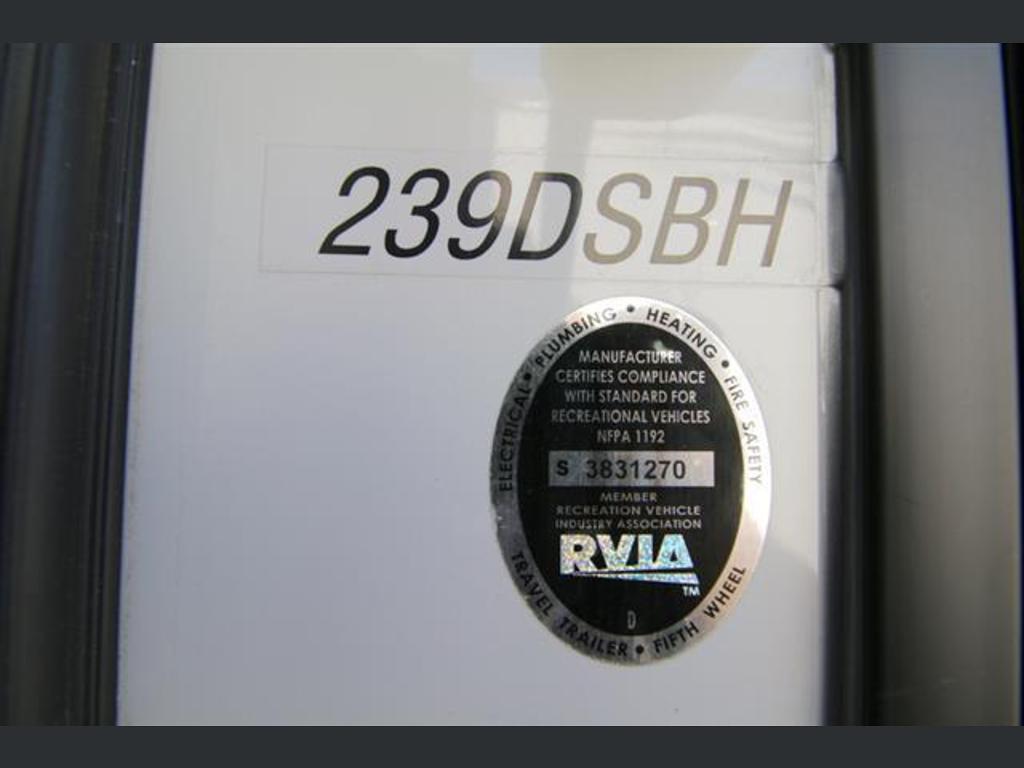 239DSBH
ELECTRICAL • PLUMBING • HEATING • FIRE SAFETY
MANUFACTURER
CERTIFIES COMPLIANCE
WITH STANDARD FOR
RECREATIONAL VEHICLES
NFPA 1192
S 3831270
MEMBER
RECREATION VEHICLE
INDUSTRY ASSOCIATION
RVIA
TM
D
TRAVEL TRAILER • FIFTH WHEEL